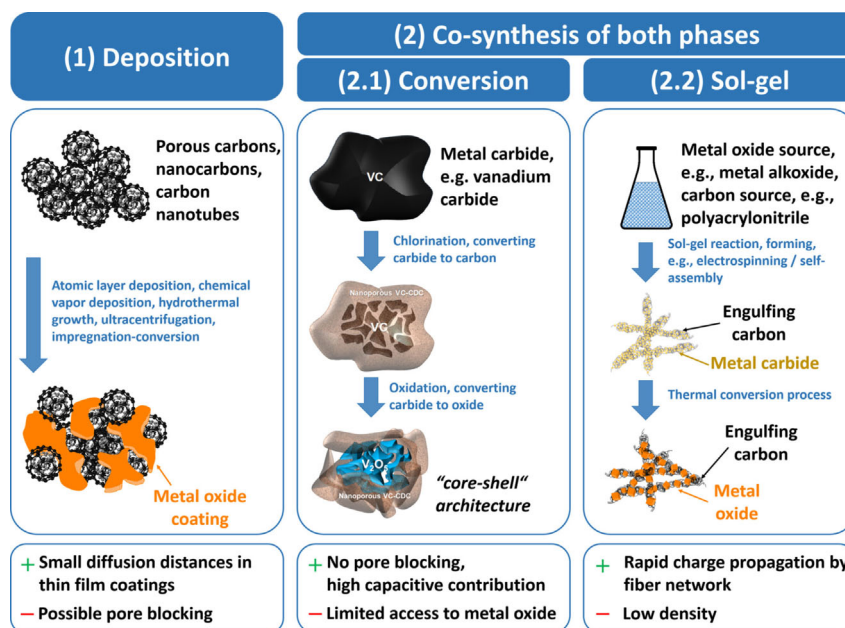 (1) Deposition
(2) Co-synthesis of both phases
(2.1) Conversion
(2.2) Sol-gel
Porous carbons,
nanocarbons,
carbon
nanotubes
Atomic layer deposition, chemical
vapor deposition, hydrothermal
growth, ultracentrifugation,
impregnation-conversion
Metal oxide
coating
+ Small diffusion distances in
thin film coatings
− Possible pore blocking
VC
Metal carbide,
e.g. vanadium
carbide
Chlorination, converting
carbide to carbon
Nanoporous VC-CDC
VC
Oxidation, converting
carbide to oxide
V₂O₅
Nanoporous VC-CDC
“core-shell“
architecture
+ No pore blocking,
high capacitive contribution
− Limited access to metal oxide
Metal oxide source,
e.g., metal alkoxide,
carbon source, e.g.,
polyacrylonitrile
Sol-gel reaction, forming,
e.g., electrospinning / self-
assembly
Engulfing
carbon
Metal carbide
Thermal conversion process
Engulfing
carbon
Metal
oxide
+ Rapid charge propagation by
fiber network
− Low density